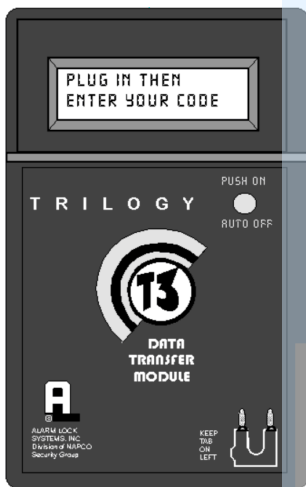 PLUG IN THEN
ENTER YOUR CODE
PUSH ON
TRILOGY
AUTO OFF
T3
DATA
TRANSFER
MODULE
AL
ALARM LOCK
SYSTEMS, INC
Division of NAPCO
Security Group
KEEP
TAB
ON
LEFT